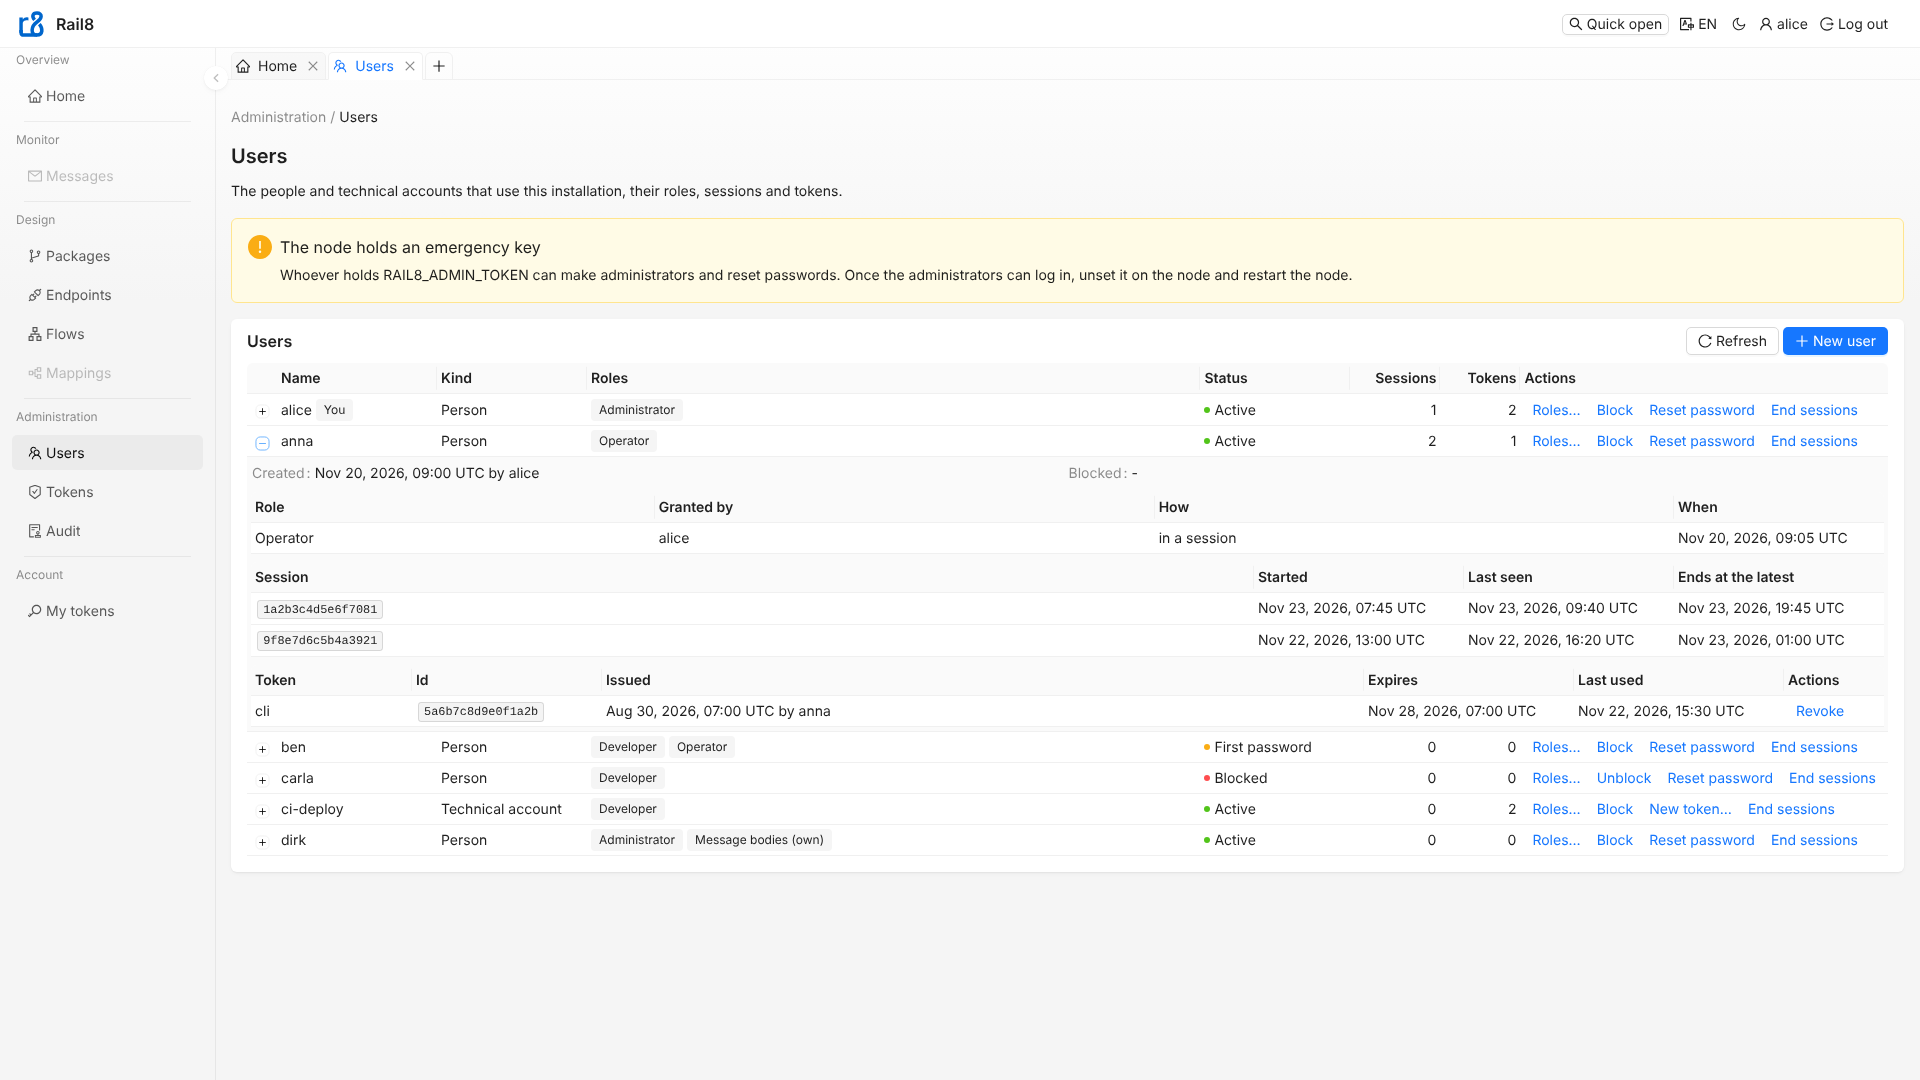 Rail8
Quick open EN alice Log out
Overview
Home
Monitor
Messages
Design
Packages
Endpoints
Flows
Mappings
Administration
Users
Tokens
Audit
Account
My tokens
Home Users
Administration / Users
Users
The people and technical accounts that use this installation, their roles, sessions and tokens.
The node holds an emergency key
Whoever holds RAIL8_ADMIN_TOKEN can make administrators and reset passwords. Once the administrators can log in, unset it on the node and restart the node.
Users Refresh New user
Name Kind Roles Status Sessions Tokens Actions
alice You Person Administrator Active 1 2 Roles... Block Reset password End sessions
anna Person Operator Active 2 1 Roles... Block Reset password End sessions
Created: Nov 20, 2026, 09:00 UTC by alice Blocked: -
Role Granted by How When
Operator alice in a session Nov 20, 2026, 09:05 UTC
Session Started Last seen Ends at the latest
1a2b3c4d5e6f7081 Nov 23, 2026, 07:45 UTC Nov 23, 2026, 09:40 UTC Nov 23, 2026, 19:45 UTC
9f8e7d6c5b4a3921 Nov 22, 2026, 13:00 UTC Nov 22, 2026, 16:20 UTC Nov 23, 2026, 01:00 UTC
Token Id Issued Expires Last used Actions
cli 5a6b7c8d9e0f1a2b Aug 30, 2026, 07:00 UTC by anna Nov 28, 2026, 07:00 UTC Nov 22, 2026, 15:30 UTC Revoke
ben Person Developer Operator First password 0 0 Roles... Block Reset password End sessions
carla Person Developer Blocked 0 0 Roles... Unblock Reset password End sessions
ci-deploy Technical account Developer Active 0 2 Roles... Block New token... End sessions
dirk Person Administrator Message bodies (own) Active 0 0 Roles... Block Reset password End sessions